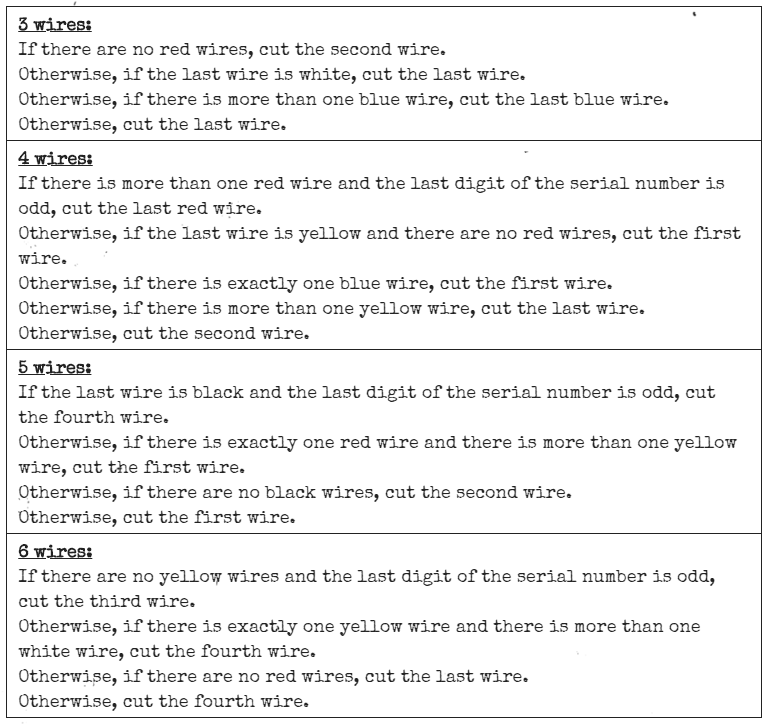 3 wires:
If there are no red wires, cut the second wire.
Otherwise, if the last wire is white, cut the last wire.
Otherwise, if there is more than one blue wire, cut the last blue wire.
Otherwise, cut the last wire.
4 wires:
If there is more than one red wire and the last digit of the serial number is
odd, cut the last red wire.
Otherwise, if the last wire is yellow and there are no red wires, cut the first
wire.
Otherwise, if there is exactly one blue wire, cut the first wire.
Otherwise, if there is more than one yellow wire, cut the last wire.
Otherwise, cut the second wire.
5 wires:
If the last wire is black and the last digit of the serial number is odd, cut
the fourth wire.
Otherwise, if there is exactly one red wire and there is more than one yellow
wire, cut the first wire.
Otherwise, if there are no black wires, cut the second wire.
Otherwise, cut the first wire.
6 wires:
If there are no yellow wires and the last digit of the serial number is odd,
cut the third wire.
Otherwise, if there is exactly one yellow wire and there is more than one
white wire, cut the fourth wire.
Otherwise, if there are no red wires, cut the last wire.
Otherwise, cut the fourth wire.